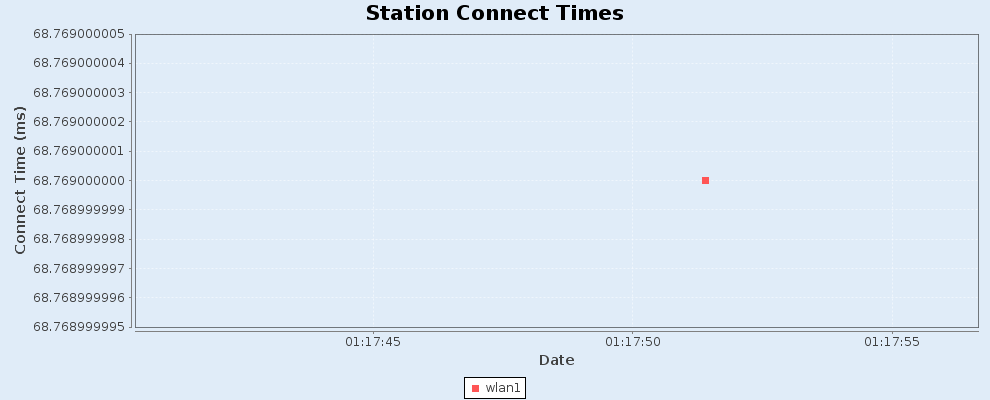 Station Connect Times
68.769000005
68.769000004
68.769000003
68.769000002
68.769000001
68.769000000
68.768999999
68.768999998
68.768999997
68.768999996
68.768999995
Connect Time (ms)
01:17:45 01:17:50 01:17:55
Date
wlan1